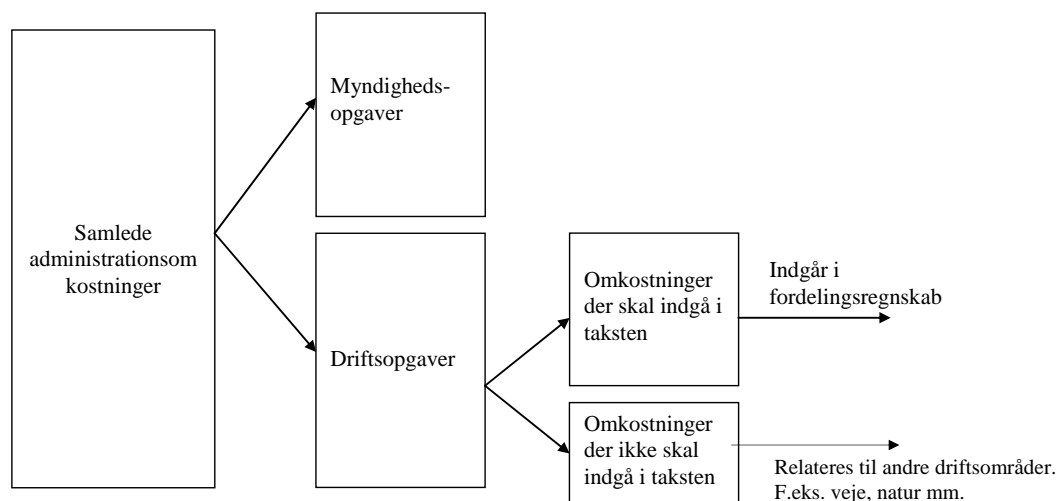 Samlede
administrationsom
kostninger
Myndigheds-
opgaver
Driftsopgaver
Omkostninger
der skal indgå i
taksten
Indgår i
fordelingsregnskab
Omkostninger
der ikke skal
indgå i taksten
Relateres til andre driftsområder.
F.eks. veje, natur mm.